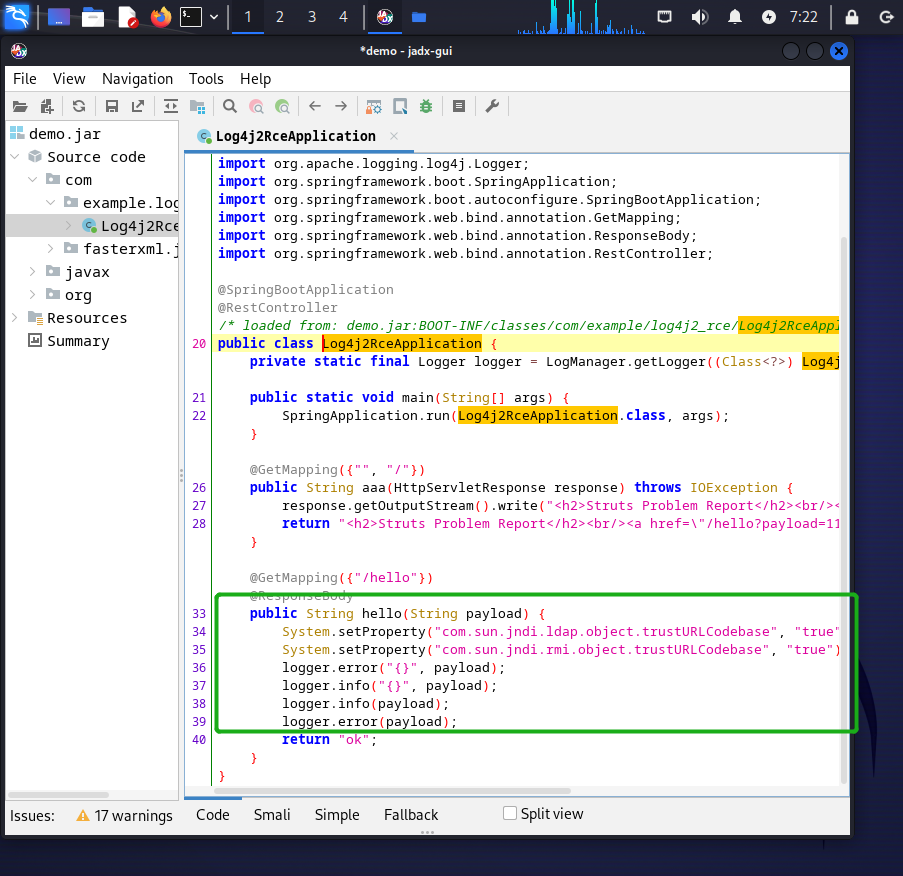 1 2 3 4 7:22
*demo - jadx-gui
File View Navigation Tools Help
demo.jar
Source code
com
example.log
Log4j2Rce
fasterxml.j
javax
org
Resources
Summary
Log4j2RceApplication
import org.apache.logging.log4j.Logger;
import org.springframework.boot.SpringApplication;
import org.springframework.boot.autoconfigure.SpringBootApplication;
import org.springframework.web.bind.annotation.GetMapping;
import org.springframework.web.bind.annotation.ResponseBody;
import org.springframework.web.bind.annotation.RestController;
@SpringBootApplication
@RestController
/* loaded from: demo.jar:BOOT-INF/classes/com/example/log4j2_rce/Log4j2RceAppl
20 public class Log4j2RceApplication {
private static final Logger logger = LogManager.getLogger((Class<?>) Log4j
21 public static void main(String[] args) {
22 SpringApplication.run(Log4j2RceApplication.class, args);
}
@GetMapping({"", "/"})
26 public String aaa(HttpServletResponse response) throws IOException {
27 response.getOutputStream().write("<h2>Struts Problem Report</h2><br/><
28 return "<h2>Struts Problem Report</h2><br/><a href=\"/hello?payload=11
}
@GetMapping({"/hello"})
@ResponseBody
33 public String hello(String payload) {
34 System.setProperty("com.sun.jndi.ldap.object.trustURLCodebase", "true"
35 System.setProperty("com.sun.jndi.rmi.object.trustURLCodebase", "true")
36 logger.error("{}", payload);
37 logger.info("{}", payload);
38 logger.info(payload);
39 logger.error(payload);
40 return "ok";
}
}
Issues: 17 warnings Code Smali Simple Fallback Split view